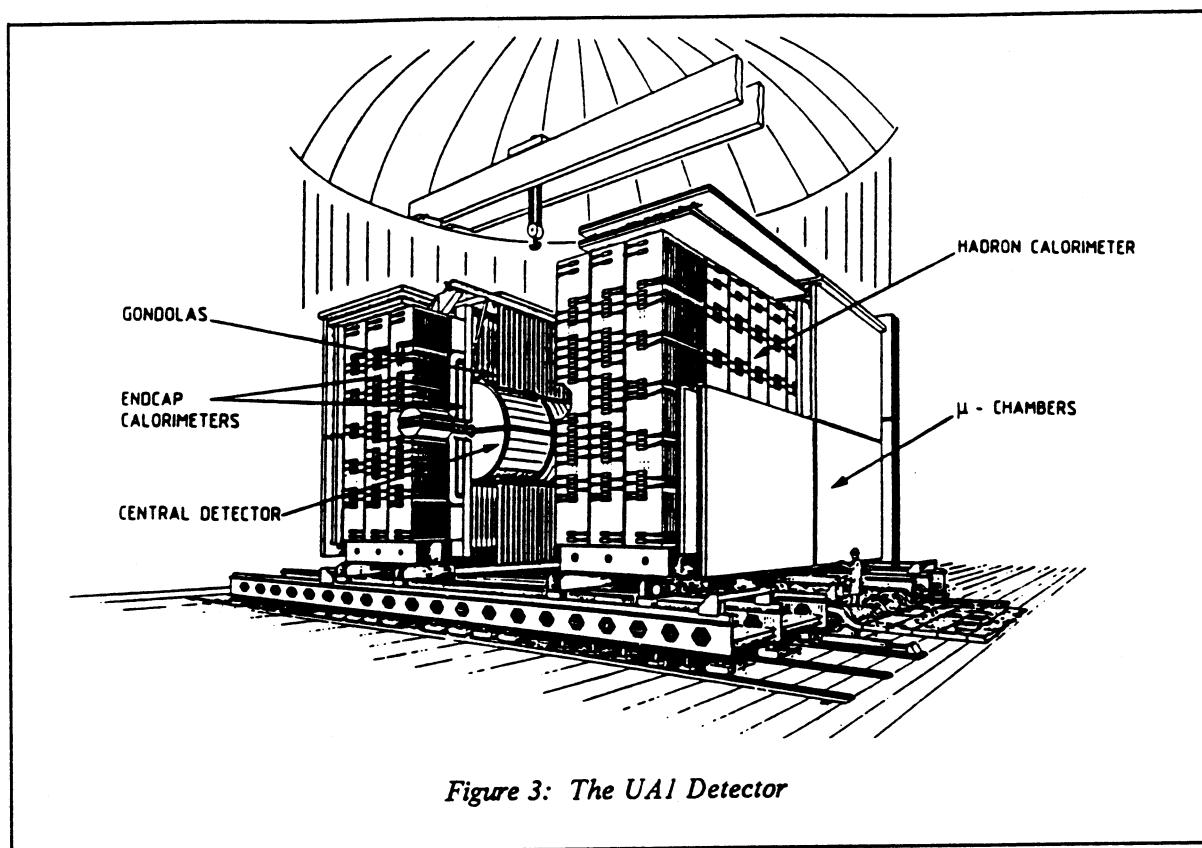 HADRON CALORIMETER
GONDOLAS
ENDCAP
CALORIMETERS
μ - CHAMBERS
CENTRAL DETECTOR
Figure 3: The UA1 Detector